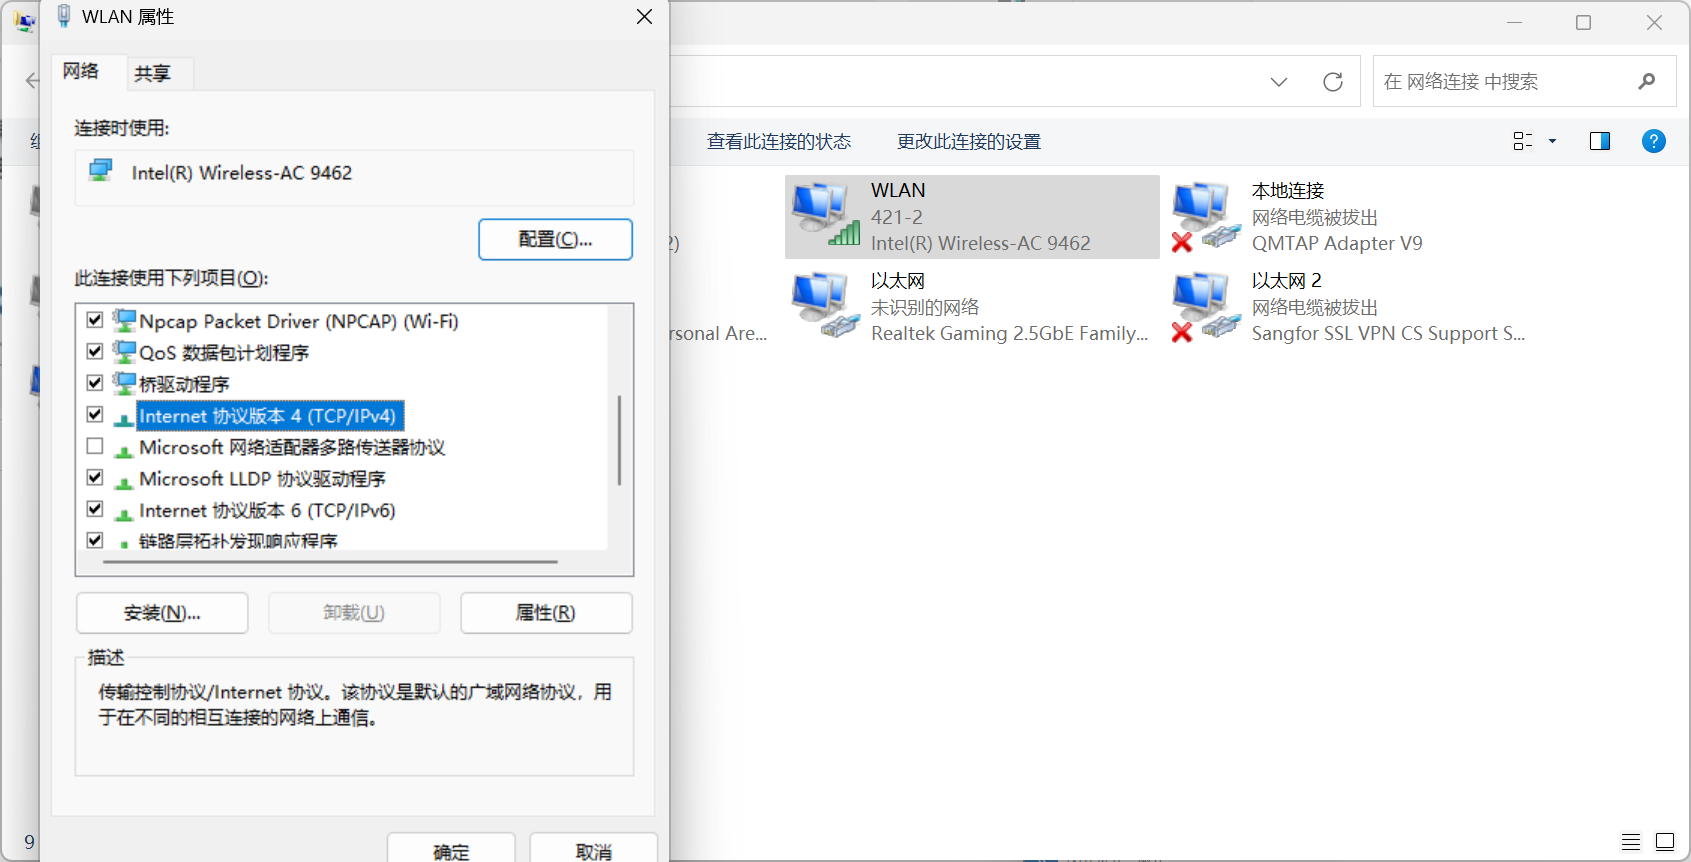 WLAN 属性
网络
共享
连接时使用:
Intel(R) Wireless-AC 9462
配置(C)...
此连接使用下列项目(O):
Npcap Packet Driver (NPCAP) (Wi-Fi)
QoS 数据包计划程序
桥驱动程序
Internet 协议版本 4 (TCP/IPv4)
Microsoft 网络适配器多路传送器协议
Microsoft LLDP 协议驱动程序
Internet 协议版本 6 (TCP/IPv6)
链路层拓扑发现响应程序
安装(N)...
卸载(U)
属性(R)
描述
传输控制协议/Internet 协议。该协议是默认的广域网络协议，用
于在不同的相互连接的网络上通信。
确定
取消
9
在 网络连接 中搜索
查看此连接的状态
更改此连接的设置
2)
rsonal Are...
WLAN
421-2
Intel(R) Wireless-AC 9462
以太网
未识别的网络
Realtek Gaming 2.5GbE Family...
本地连接
网络电缆被拔出
QMTAP Adapter V9
以太网 2
网络电缆被拔出
Sangfor SSL VPN CS Support S...